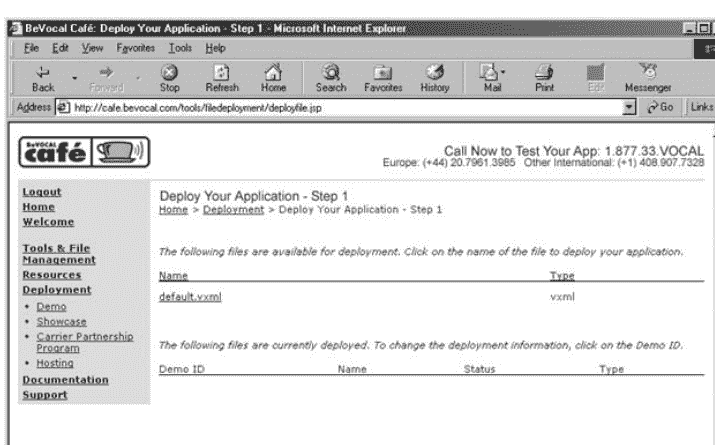 BeVocal Café: Deploy Your Application - Step 1 - Microsoft Internet Explorer
File Edit View Favorites Tools Help
Back Forward Stop Refresh Home Search Favorites History Mail Print Edit Messenger
Address http://cafe.bevocal.com/tools/filedeployment/deployfile.jsp Go Links
BEVOCAL
café
Call Now to Test Your App: 1.877.33.VOCAL
Europe: (+44) 20.7961.3985 Other International: (+1) 408.907.7328
Logout
Home
Welcome
Tools & File
Management
Resources
Deployment
• Demo
• Showcase
• Carrier Partnership
Program
• Hosting
Documentation
Support
Deploy Your Application - Step 1
Home > Deployment > Deploy Your Application - Step 1
The following files are available for deployment. Click on the name of the file to deploy your application.
Name Type
default.vxml vxml
The following files are currently deployed. To change the deployment information, click on the Demo ID.
Demo ID Name Status Type